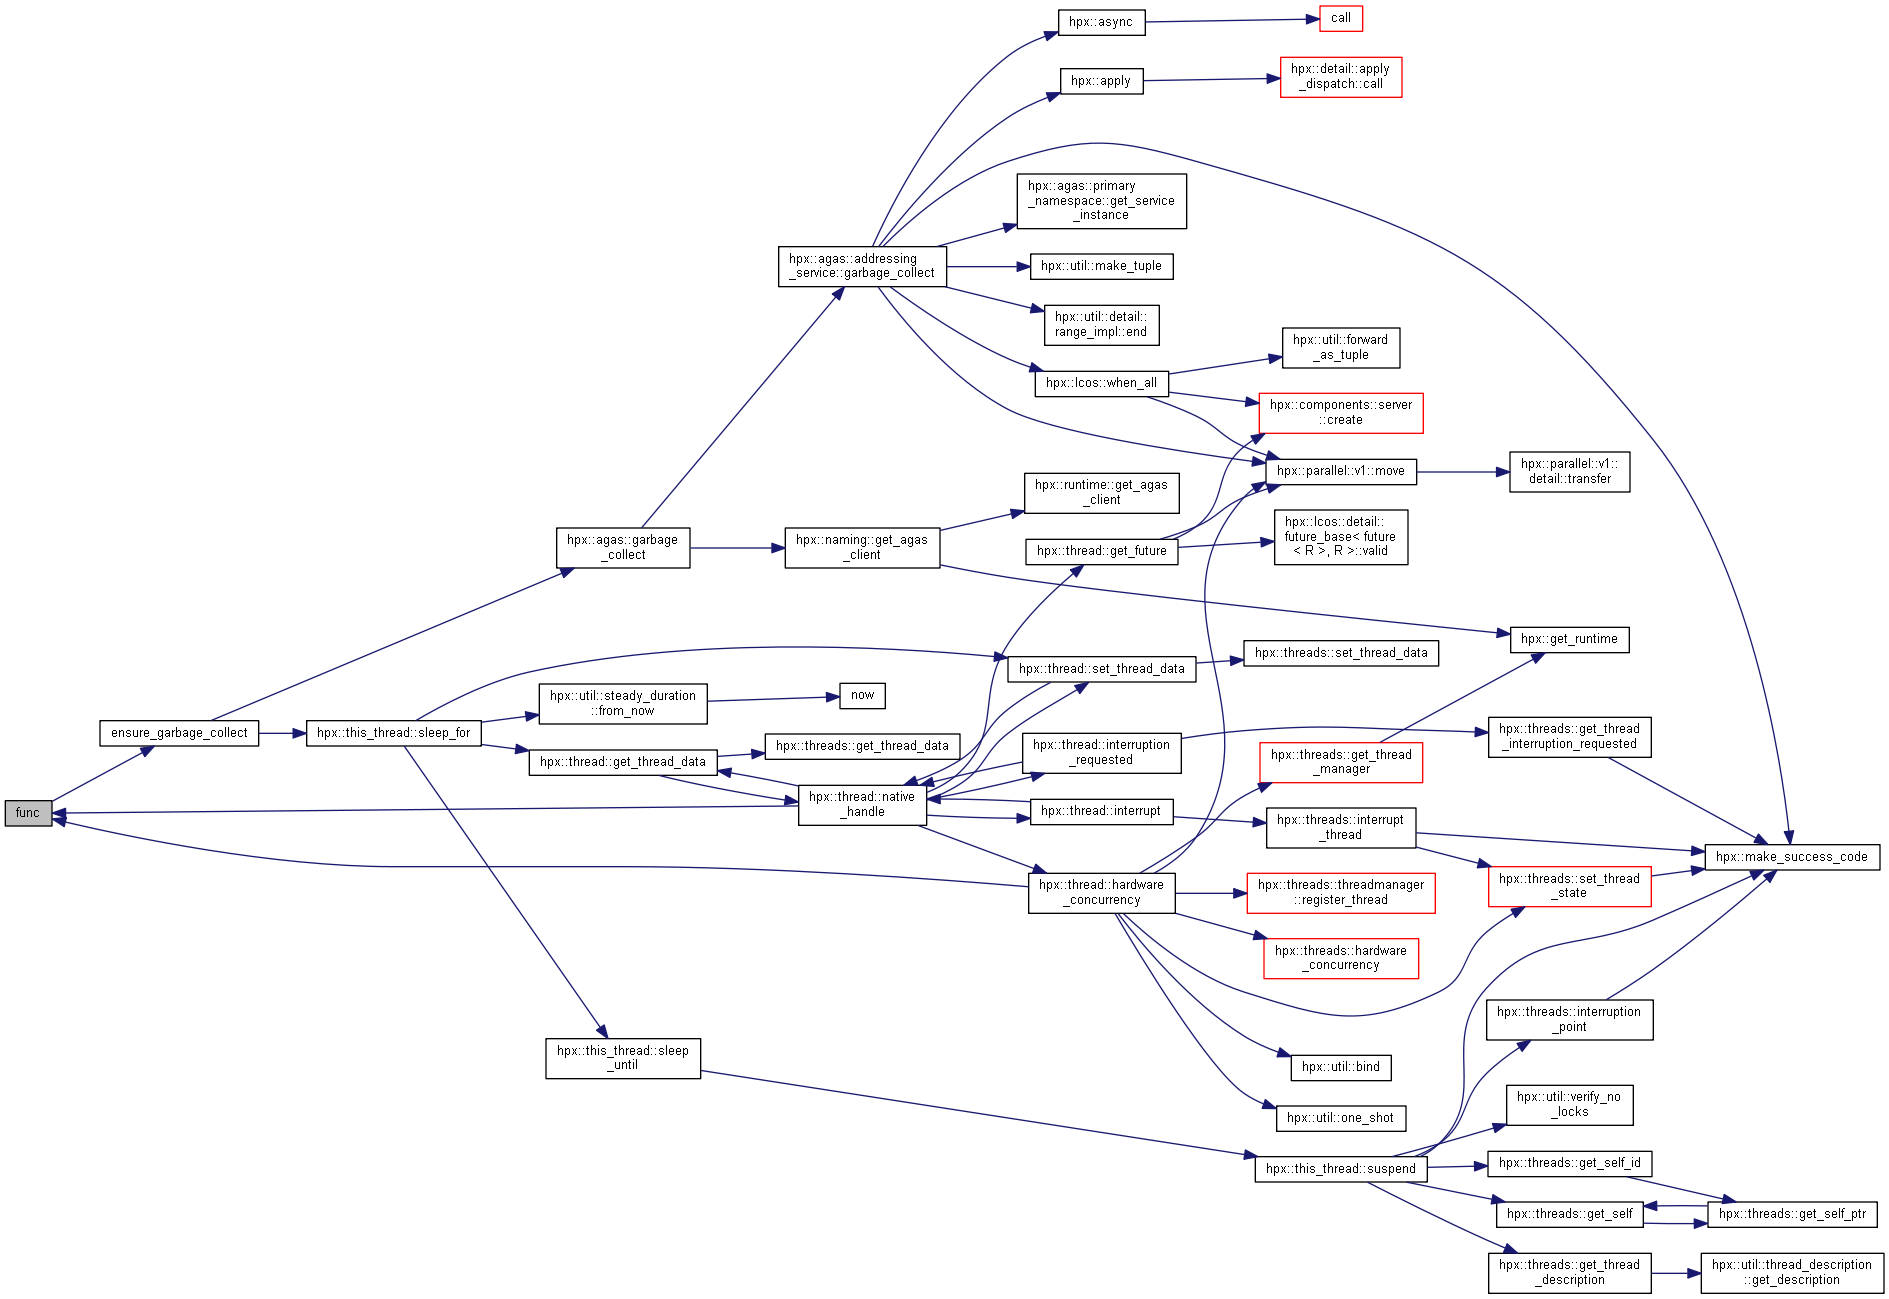 hpx::async
call
hpx::apply
hpx::detail::apply
_dispatch::call
hpx::agas::primary
_namespace::get_service
_instance
hpx::agas::addressing
_service::garbage_collect
hpx::util::make_tuple
hpx::util::detail::
range_impl::end
hpx::util::forward
_as_tuple
hpx::lcos::when_all
hpx::components::server
::create
hpx::parallel::v1::move
hpx::parallel::v1::
detail::transfer
hpx::runtime::get_agas
_client
hpx::agas::garbage
_collect
hpx::naming::get_agas
_client
hpx::thread::get_future
hpx::lcos::detail::
future_base< future
< R >, R >::valid
hpx::get_runtime
hpx::thread::set_thread_data
hpx::threads::set_thread_data
hpx::util::steady_duration
::from_now
now
ensure_garbage_collect
hpx::this_thread::sleep_for
hpx::thread::get_thread_data
hpx::threads::get_thread_data
hpx::thread::interruption
_requested
hpx::threads::get_thread
_interruption_requested
hpx::threads::get_thread
_manager
func
hpx::thread::native
_handle
hpx::thread::interrupt
hpx::threads::interrupt
_thread
hpx::make_success_code
hpx::thread::hardware
_concurrency
hpx::threads::threadmanager
::register_thread
hpx::threads::set_thread
_state
hpx::threads::hardware
_concurrency
hpx::threads::interruption
_point
hpx::this_thread::sleep
_until
hpx::util::bind
hpx::util::one_shot
hpx::util::verify_no
_locks
hpx::this_thread::suspend
hpx::threads::get_self_id
hpx::threads::get_self
hpx::threads::get_self_ptr
hpx::threads::get_thread
_description
hpx::util::thread_description
::get_description